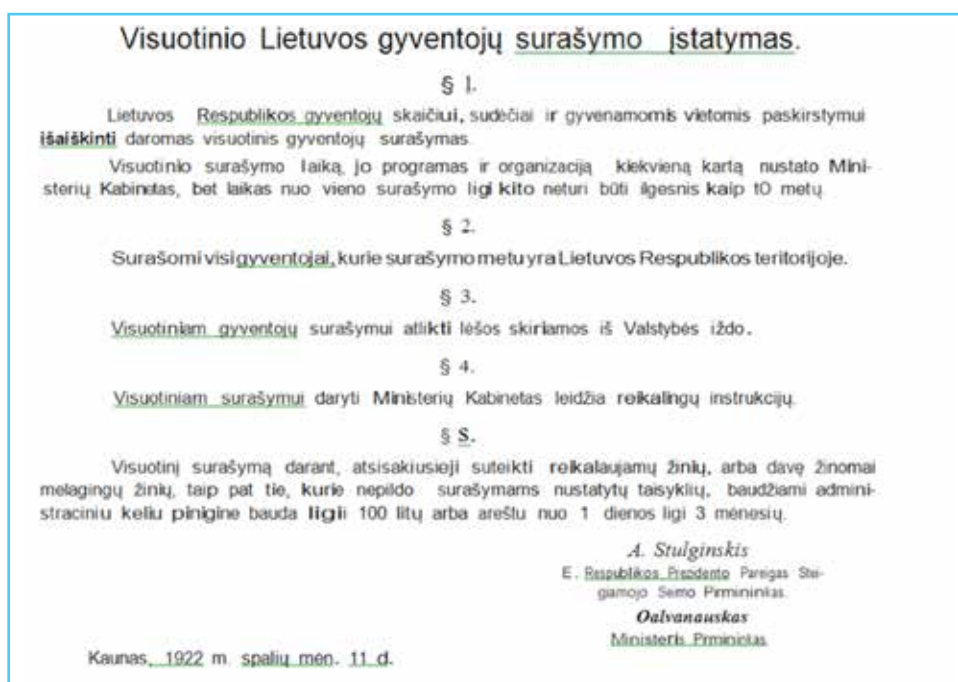 Visuotinio Lietuvos gyventojų surašymo įstatymas.
§ 1.
Lietuvos Respublikos gyventojų skaičiui, sudėčiai ir gyvenamomis vietomis paskirstymui
išaiškinti daromas visuotinis gyventojų surašymas.
Visuotinio surašymo laiką, jo programas ir organizaciją kiekvieną kartą nustato Mini-
sterių Kabinetas, bet laikas nuo vieno surašymo ligi kito neturi būti ilgesnis kaip tO metų.
§ 2.
Surašomi visi gyventojai, kurie surašymo metu yra Lietuvos Respublikos teritorijoje.
§ 3.
Visuotiniam gyventojų surašymui atlikti lėšos skiriamos iš Valstybės iždo.
§ 4.
Visuotiniam surašymui daryti Ministerių Kabinetas leidžia reikalingų instrukcijų.
§ S.
Visuotinį surašymą darant, atsisakiusieji suteikti reikalaujamų žinių, arba davę žinomai
melagingų žinių, taip pat tie, kurie nepildo surašymams nustatytų taisyklių, baudžiami admini-
straciniu keliu pinigine bauda ligii 100 litų arba areštu nuo 1 dienos ligi 3 mėnesių.
A. Stulginskis
E. Respublikos Prezidento Pareigas Stei-
giamojo Seimo Pirmininkas.
Oalvanauskas
Ministeris Prmininkas
Kaunas, 1922 m. spalių mėn. 11 d.